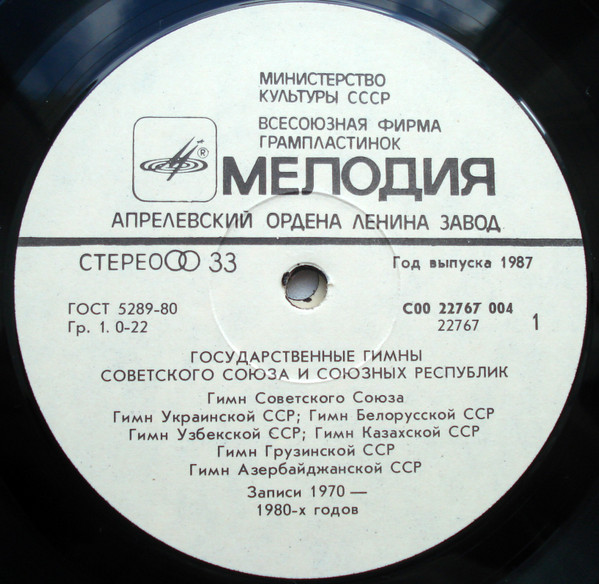 МИНИСТЕРСТВО
КУЛЬТУРЫ СССР
ВСЕСОЮЗНАЯ ФИРМА
ГРАМПЛАСТИНОК
®
МЕЛОДИЯ
АПРЕЛЕВСКИЙ ОРДЕНА ЛЕНИНА ЗАВОД
СТЕРЕО 33
Год выпуска 1987
ГОСТ 5289-80
C00 22767 004
Гр. 1. 0-22
22767 1
ГОСУДАРСТВЕННЫЕ ГИМНЫ
СОВЕТСКОГО СОЮЗА И СОЮЗНЫХ РЕСПУБЛИК
Гимн Советского Союза
Гимн Украинской ССР; Гимн Белорусской ССР
Гимн Узбекской ССР; Гимн Казахской ССР
Гимн Грузинской ССР
Гимн Азербайджанской ССР
Записи 1970 —
1980-х годов